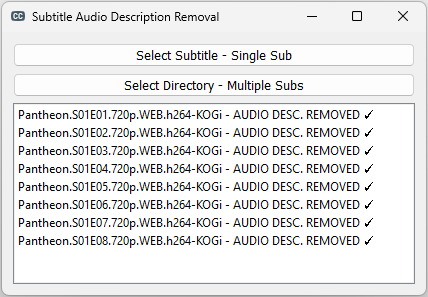 CC Subtitle Audio Description Removal
Select Subtitle - Single Sub
Select Directory - Multiple Subs
Pantheon.S01E01.720p.WEB.h264-KOGi - AUDIO DESC. REMOVED ✓
Pantheon.S01E02.720p.WEB.h264-KOGi - AUDIO DESC. REMOVED ✓
Pantheon.S01E03.720p.WEB.h264-KOGi - AUDIO DESC. REMOVED ✓
Pantheon.S01E04.720p.WEB.h264-KOGi - AUDIO DESC. REMOVED ✓
Pantheon.S01E05.720p.WEB.h264-KOGi - AUDIO DESC. REMOVED ✓
Pantheon.S01E06.720p.WEB.h264-KOGi - AUDIO DESC. REMOVED ✓
Pantheon.S01E07.720p.WEB.h264-KOGi - AUDIO DESC. REMOVED ✓
Pantheon.S01E08.720p.WEB.h264-KOGi - AUDIO DESC. REMOVED ✓